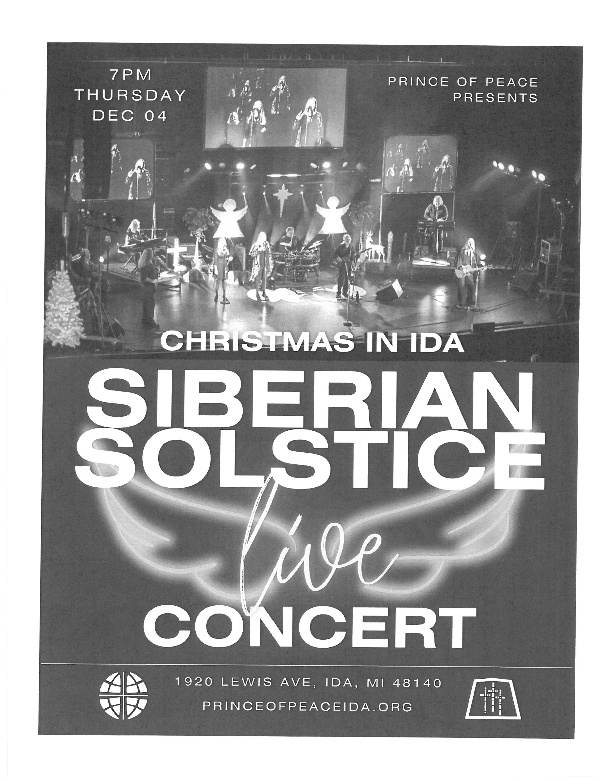 7PM
THURSDAY
DEC 04
PRINCE OF PEACE
PRESENTS
CHRISTMAS IN IDA
SIBERIAN
SOLSTICE
live
CONCERT
1920 LEWIS AVE, IDA, MI 48140
PRINCEOFPEACEIDA.ORG